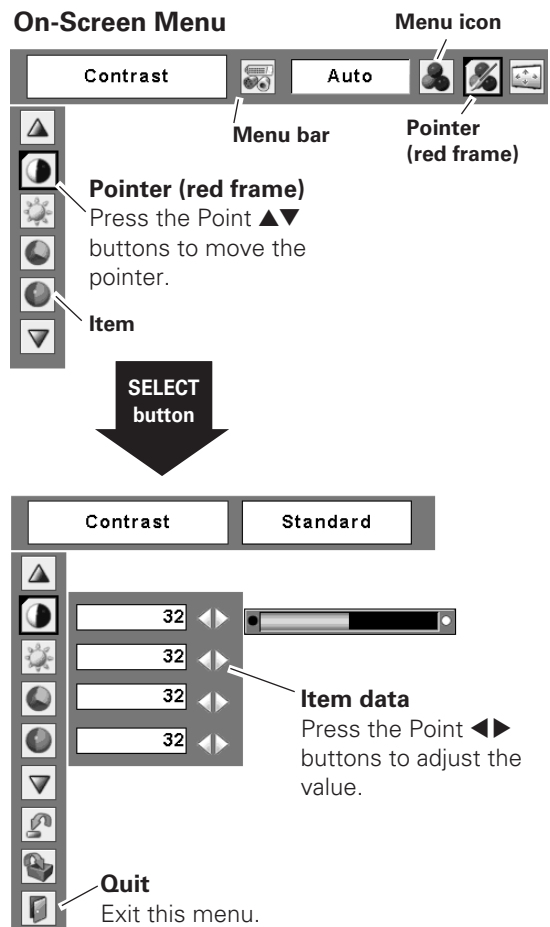 On-Screen Menu
Menu icon
Contrast
Auto
Menu bar
Pointer
(red frame)
Pointer (red frame)
Press the Point ▲▼
buttons to move the
pointer.
Item
SELECT
button
Contrast
Standard
32
32
32
32
Item data
Press the Point ◀▶
buttons to adjust the
value.
Quit
Exit this menu.